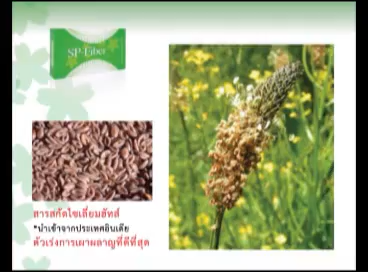 SP-Fiber
สารสกัดไซเลี่ยมฮัทส์
*นำเข้าจากประเทศอินเดีย
ตัวเร่งการเผาผลาญที่ดีที่สุด